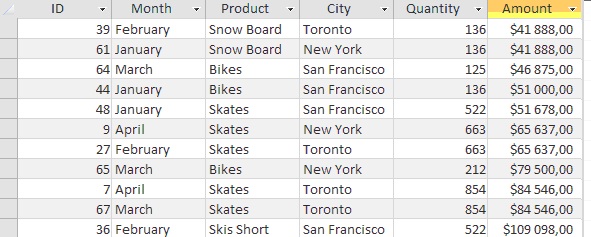 ID Month Product City Quantity Amount
39 February Snow Board Toronto 136 $41 888,00
61 January Snow Board New York 136 $41 888,00
64 March Bikes San Francisco 125 $46 875,00
44 January Bikes San Francisco 136 $51 000,00
48 January Skates San Francisco 522 $51 678,00
9 April Skates New York 663 $65 637,00
27 February Skates Toronto 663 $65 637,00
65 March Bikes New York 212 $79 500,00
7 April Skates Toronto 854 $84 546,00
67 March Skates Toronto 854 $84 546,00
36 February Skis Short San Francisco 522 $109 098,00